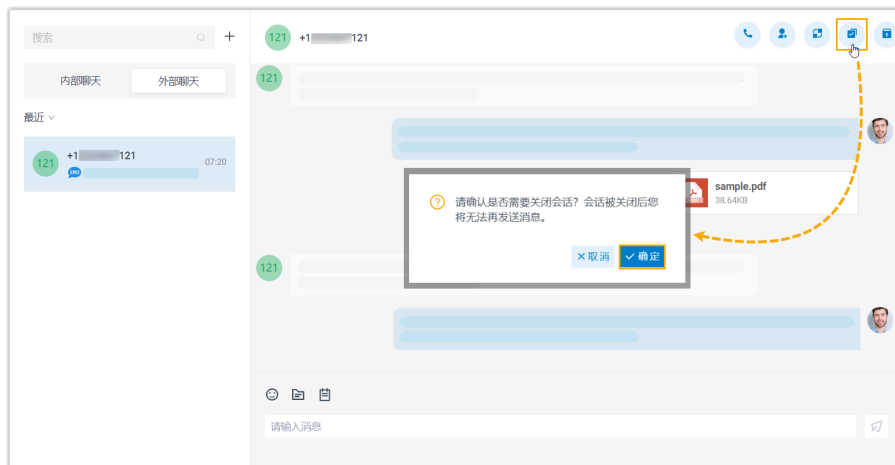 搜索
+
内部聊天
外部聊天
最近
121
+1 121
SMS
07:20
121
+1 121
121
sample.pdf
38.64KB
请确认是否需要关闭会话？会话被关闭后您
将无法再发送消息。
取消
确定
121
请输入消息